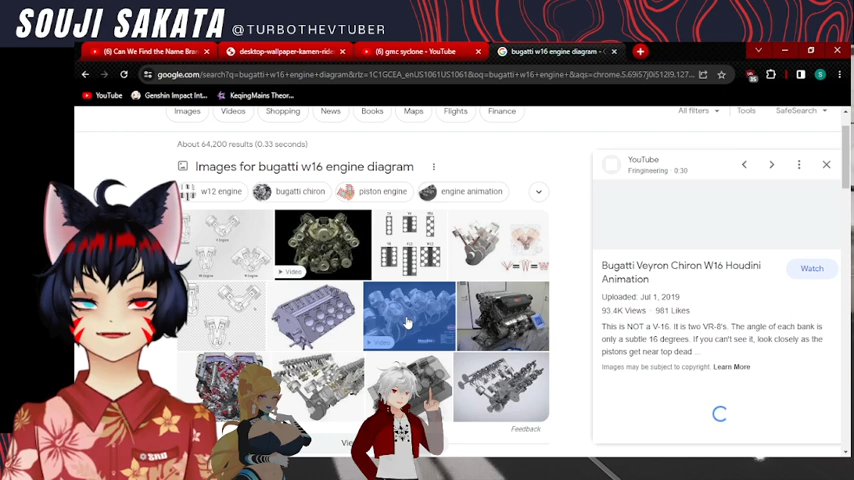 SOUJI SAKATA @TURBOTHEVTUBER
(6) Can We Find the Name Bran
desktop-wallpaper-kamen-ride
(6) gmc syclone - YouTube
bugatti w16 engine diagram - G
google.com/search?q=bugatti+w16+engine+diagram&rlz=1C1GCEA_enUS1061US1061&oq=bugatti+w16+engine+&aqs=chrome.5.69i57j0i512l9.127...
YouTube
Genshin Impact Int...
KeqingMains Theor...
Images
Videos
Shopping
News
Books
Maps
Flights
Finance
All filters
Tools
SafeSearch
About 64,200 results (0.33 seconds)
Images for bugatti w16 engine diagram
w12 engine
bugatti chiron
piston engine
engine animation
Video
Video
Feedback
YouTube
Fringineering 0:30
Bugatti Veyron Chiron W16 Houdini
Animation
Watch
Uploaded: Jul 1, 2019
93.4K Views · 981 Likes
This is NOT a V-16. It is two VR-8's. The angle of each bank is
only a subtle 16 degrees. If you can't see it, look closely as the
pistons get near top dead ...
Images may be subject to copyright. Learn More